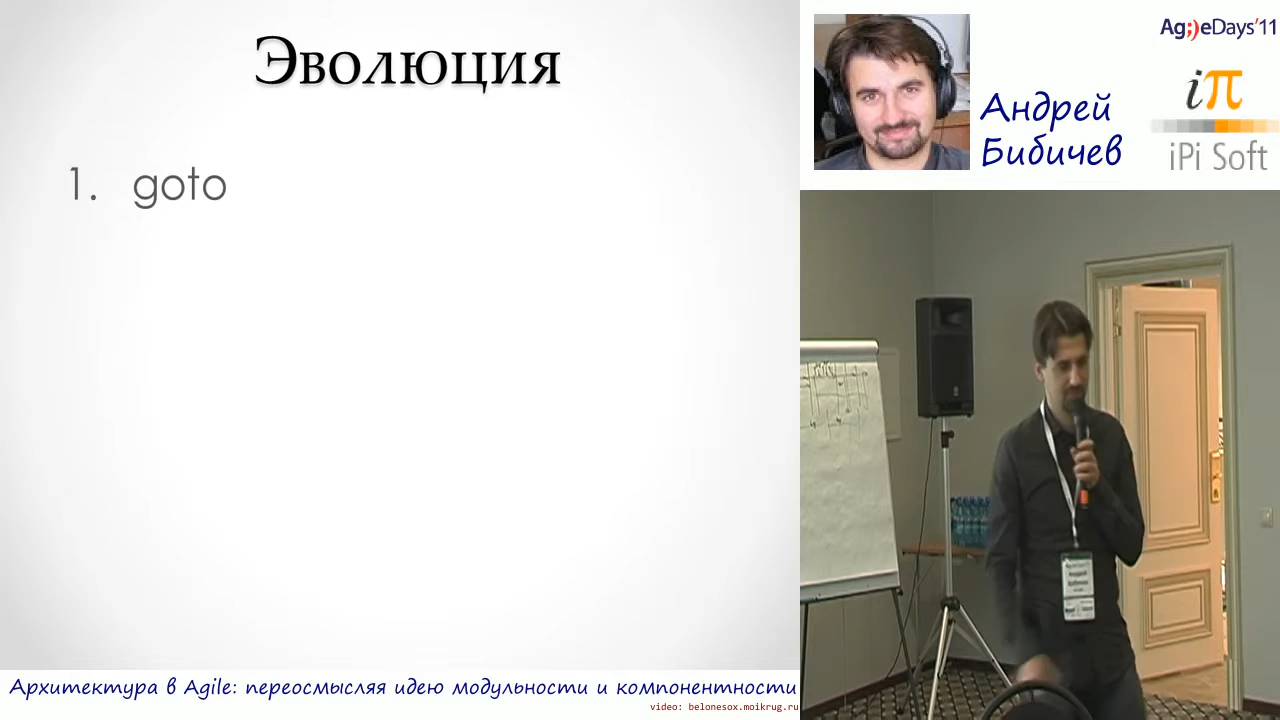 Эволюция
1. goto
Андрей
Бибичев
Ag;)eDays'11
iπ
iPi Soft
Архитектура в Agile: переосмысляя идею модульности и компонентности
video: belonesox.moikrug.ru